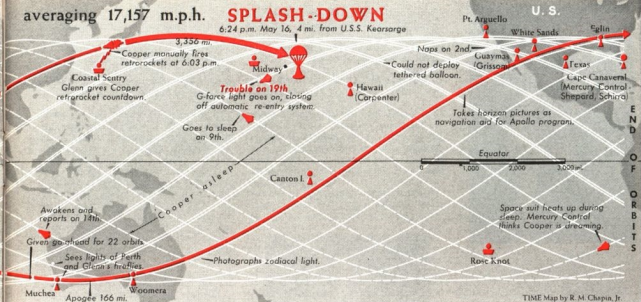 averaging 17,157 m.p.h.
SPLASH-DOWN
6:24 p.m. May 16, 4 mi. from U.S.S. Kearsarge
U.S.
Pt. Arguello
White Sands
Eglin
3,356 mi.
Cooper manually fires
retrorockets at 6:03 p.m.
Naps on 2nd
Guaymas
(Grissom)
Texas
Coastal Sentry
Glenn gives Cooper
retrorocket countdown.
Midway
Could not deploy
tethered balloon.
Cape Canaveral
(Mercury Control
Shepard, Schirra)
Trouble on 19th
G-force light goes on, closing
off automatic re-entry system
Hawaii
(Carpenter)
Takes horizon pictures as
navigation aid for Apollo program.
Goes to sleep
on 9th.
END OF ORBITS
Equator
0
1,000
2,000
3,000 mi.
Cooper asleep
Canton I.
Awakens and
reports on 14th.
Space suit heats up during
sleep. Mercury Control
thinks Cooper is dreaming.
Given go-ahead for 22 orbits.
Sees lights of Perth
and Glenn's fireflies.
Photographs zodiacal light.
Rose Knot
Muchea
Woomera
Apogee 166 mi.
TIME Map by R. M. Chapin, Jr.